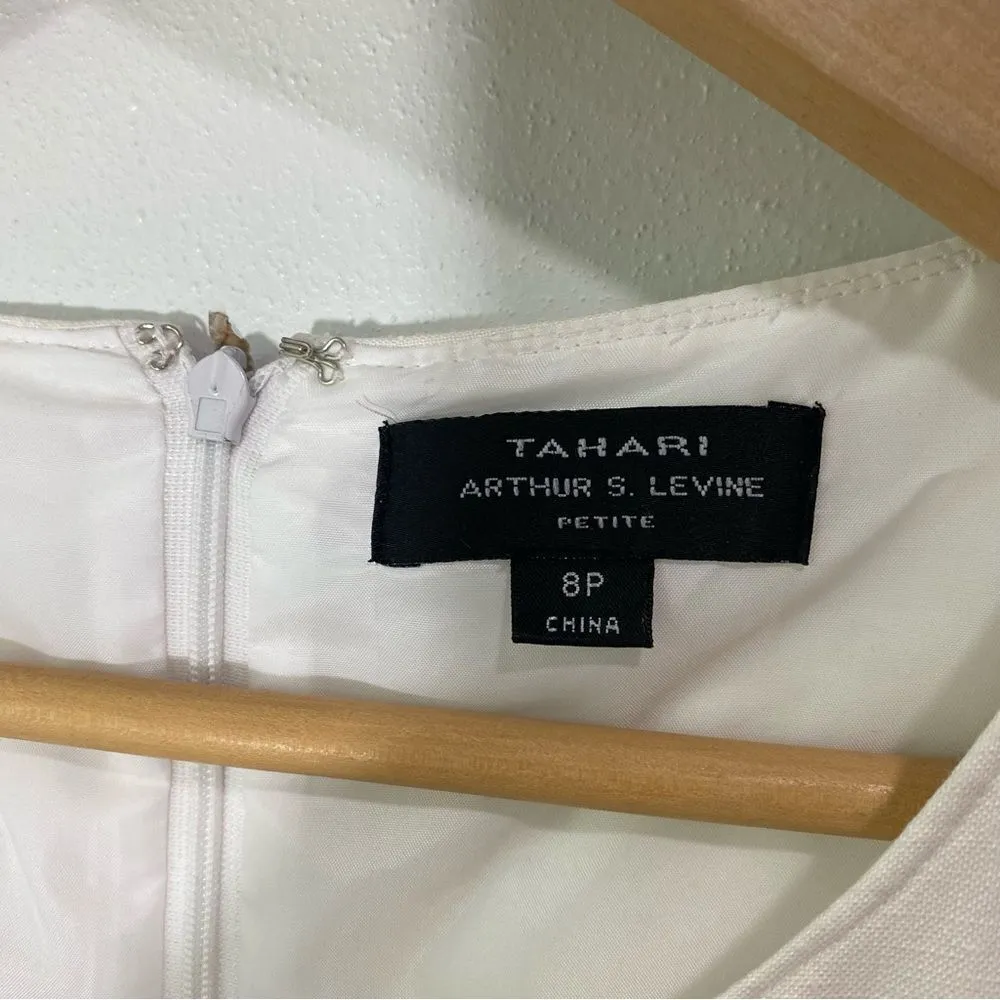 TAHARI
ARTHUR S. LEVINE
PETITE
8P
CHINA